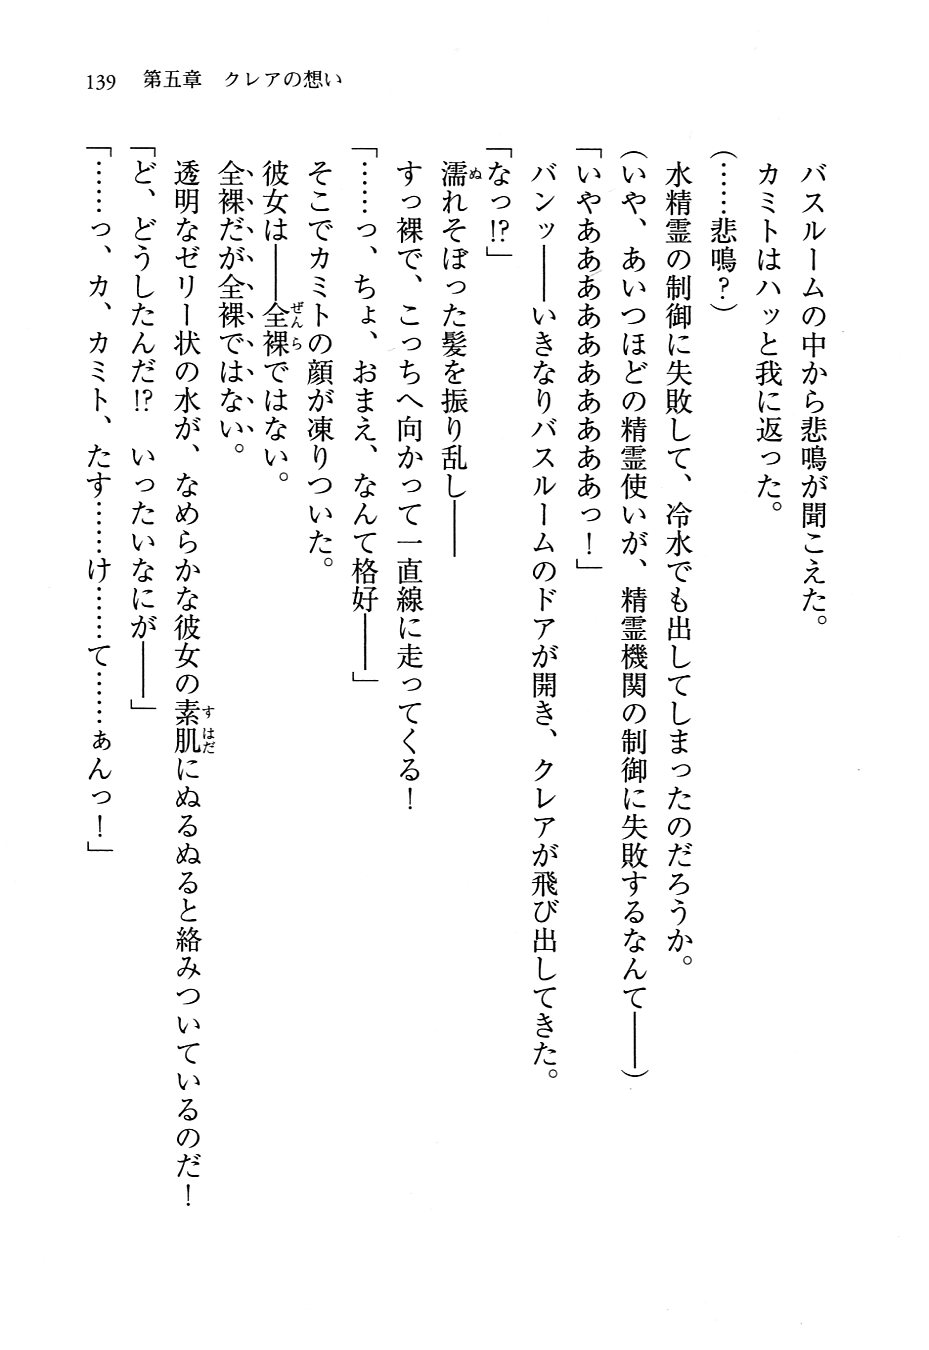 139　第五章　クレアの想い
バスルームの中から悲鳴が聞こえた。
カミトはハッと我に返った。
(……悲鳴?)
水精霊の制御に失敗して、冷水でも出してしまったのだろうか。
(いや、あいつほどの精霊使いが、精霊機関の制御に失敗するなんて――)
「いやあああああああああっ!」
バンッ――いきなりバスルームのドアが開き、クレアが飛び出してきた。
「なっ!?」
濡れそぼった髪を振り乱し――
すっ裸で、こっちへ向かって一直線に走ってくる!
「……っ、ちょ、おまえ、なんて格好――」
そこでカミトの顔が凍りついた。
彼女は――全裸ではない。
全裸だが全裸ではない。
透明なゼリー状の水が、なめらかな彼女の素肌にぬるぬると絡みついているのだ!
「ど、どうしたんだ!?　いったいなにが――」
「……っ、カ、カミト、たす……け……て……ぁんっ!」